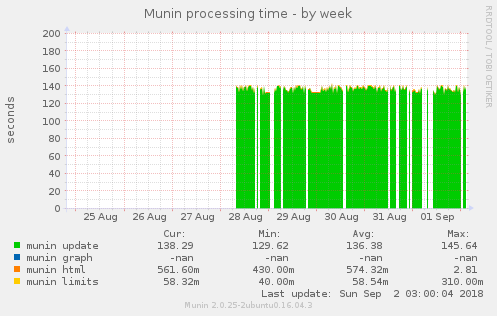 Munin processing time - by week
RRDTOOL / TOBI OETIKER
seconds
200
180
160
140
120
100
80
60
40
20
0
25 Aug 26 Aug 27 Aug 28 Aug 29 Aug 30 Aug 31 Aug 01 Sep
Cur: Min: Avg: Max:
munin update 138.29 129.62 136.38 145.64
munin graph -nan -nan -nan -nan
munin html 561.60m 430.00m 574.32m 2.81
munin limits 58.32m 40.00m 58.54m 310.00m
Last update: Sun Sep 2 03:00:04 2018
Munin 2.0.25-2ubuntu0.16.04.3